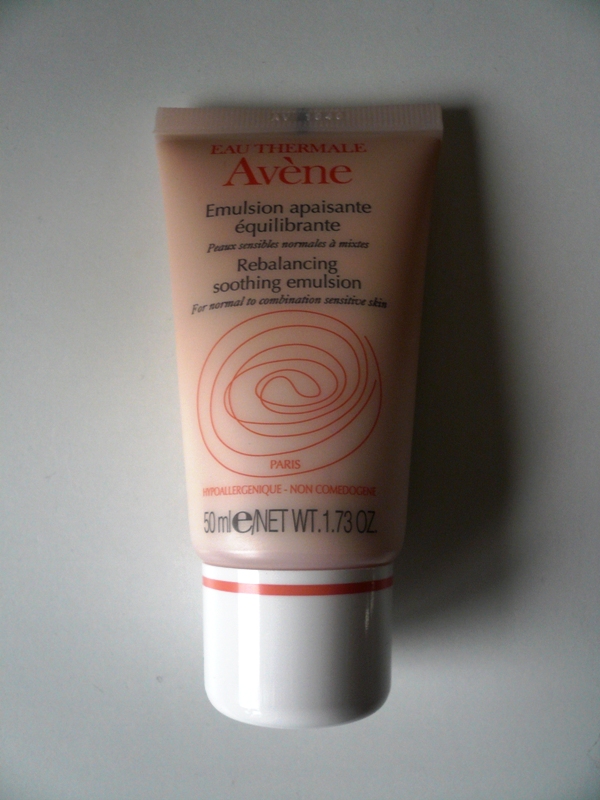 EAU THERMALE
Avène
Emulsion apaisante
équilibrante
Peaux sensibles normales à mixtes
Rebalancing
soothing emulsion
For normal to combination sensitive skin
PARIS
HYPOALLERGENIQUE - NON COMEDOGENE
50 ml e/NET WT.1.73 OZ.